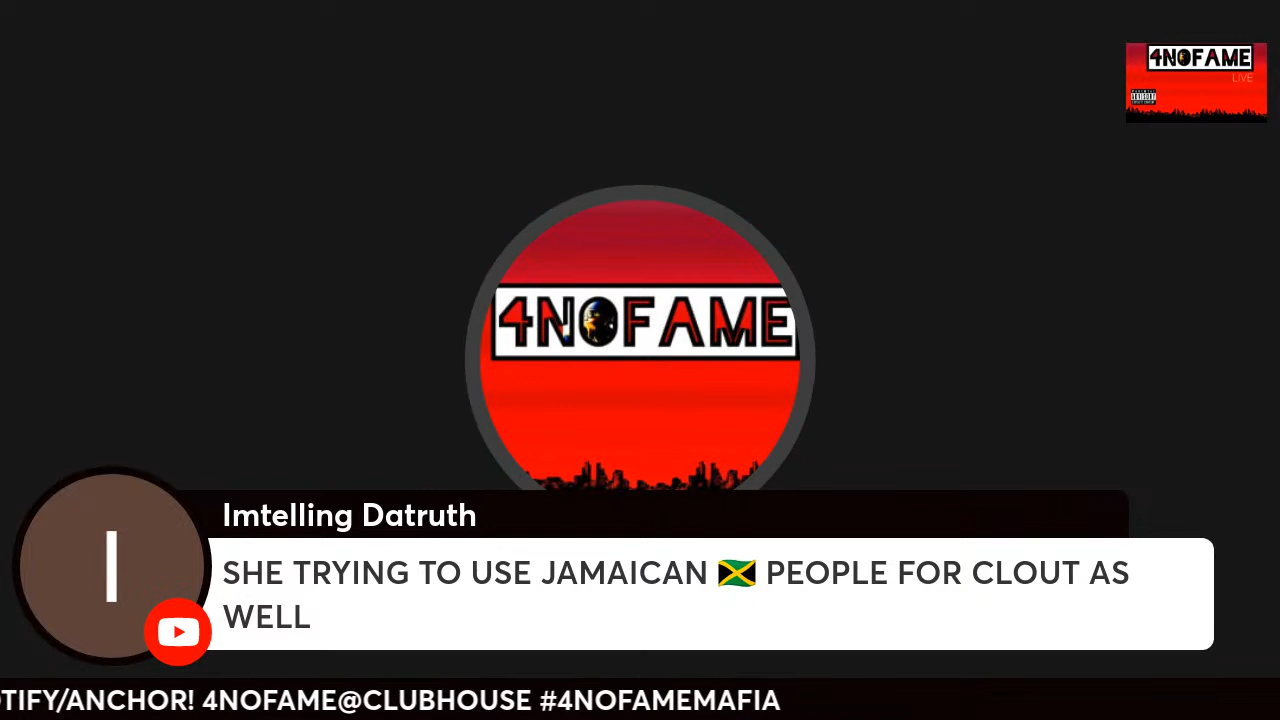 4NOFAME
LIVE
4NOFAME
I
Imtelling Datruth
SHE TRYING TO USE JAMAICAN 🇯🇲 PEOPLE FOR CLOUT AS
WELL
TIFY/ANCHOR! 4NOFAME@CLUBHOUSE #4NOFAMEMAFIA